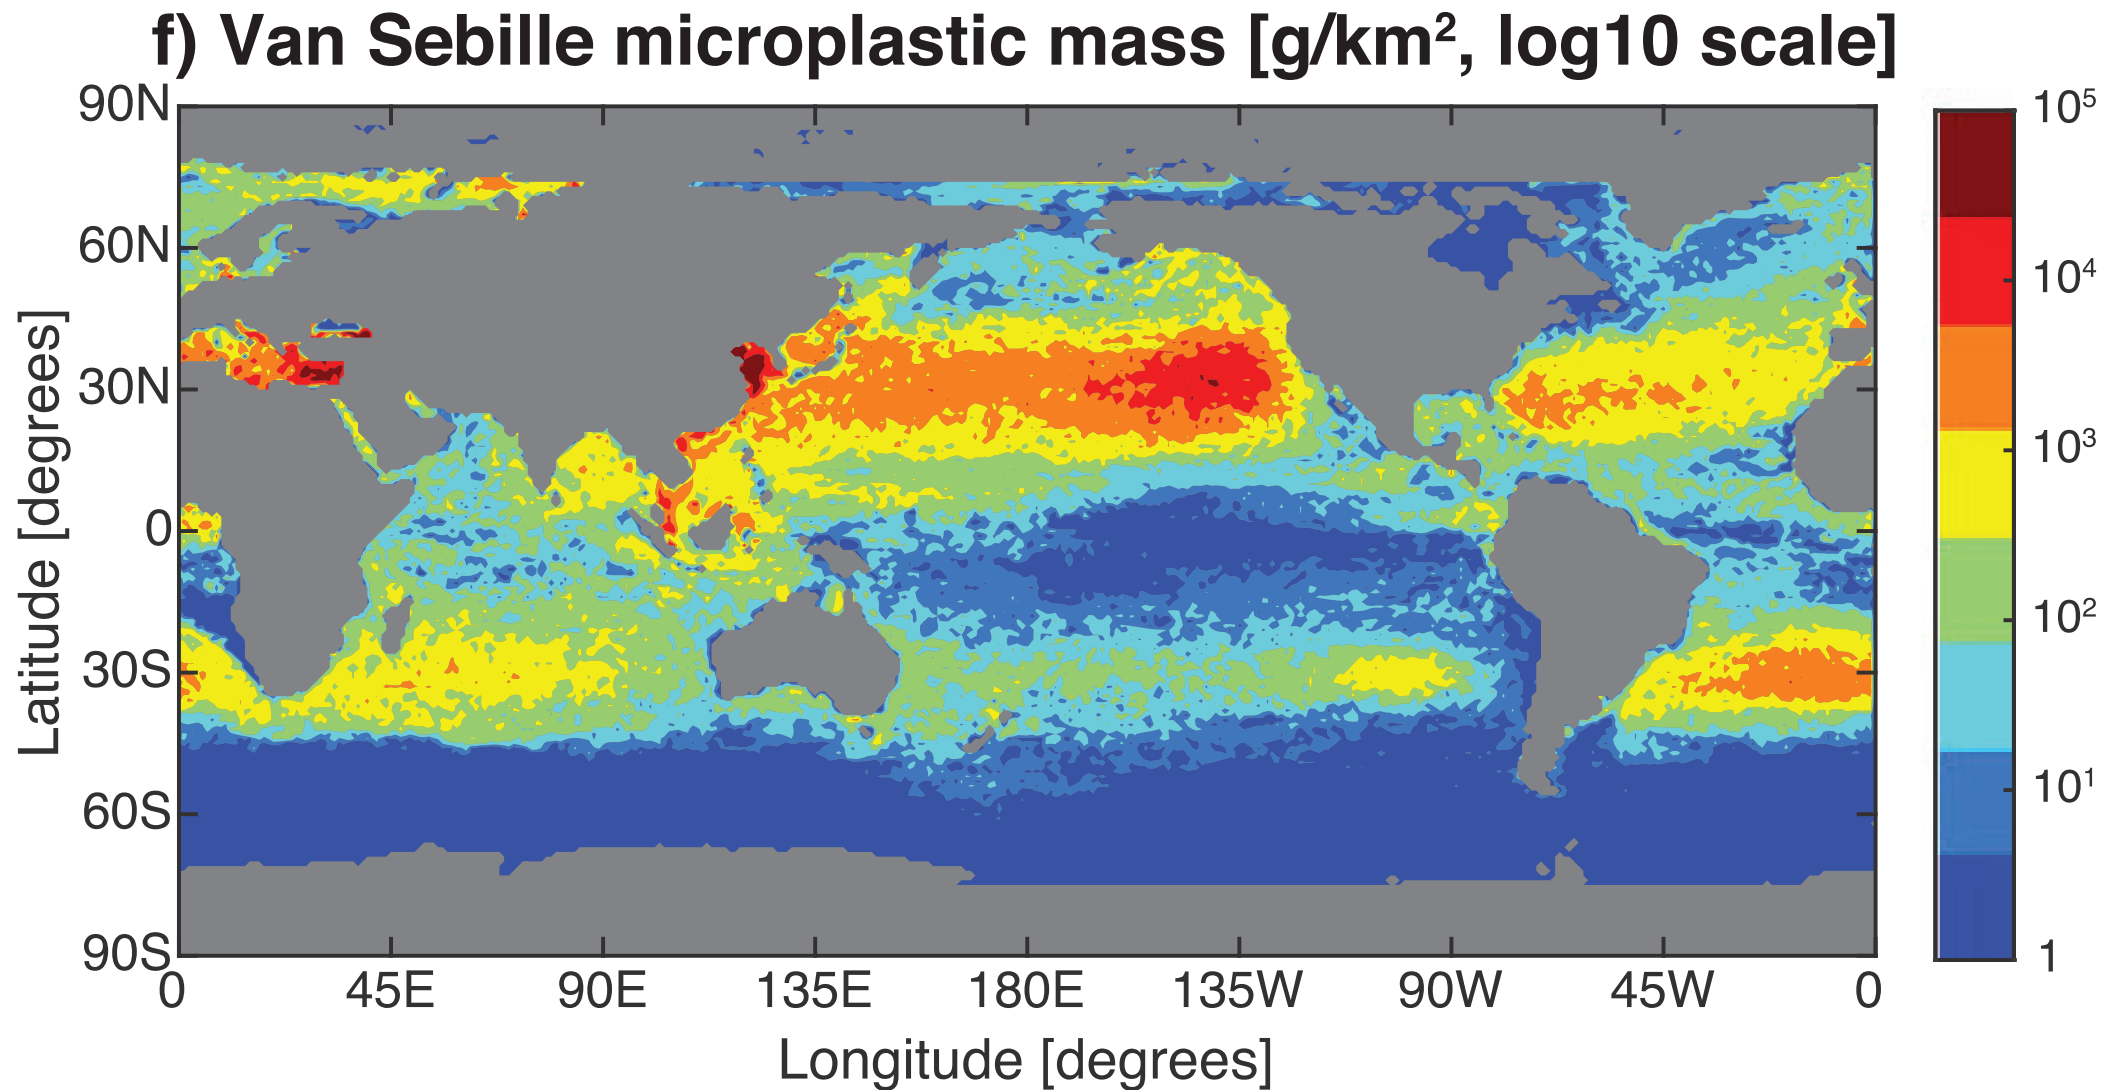 f) Van Sebille microplastic mass [g/km², log10 scale]
90N
60N
30N
0
30S
60S
90S
Latitude [degrees]
0
45E
90E
135E
180E
135W
90W
45W
0
Longitude [degrees]
10⁵
10⁴
10³
10²
10¹
1